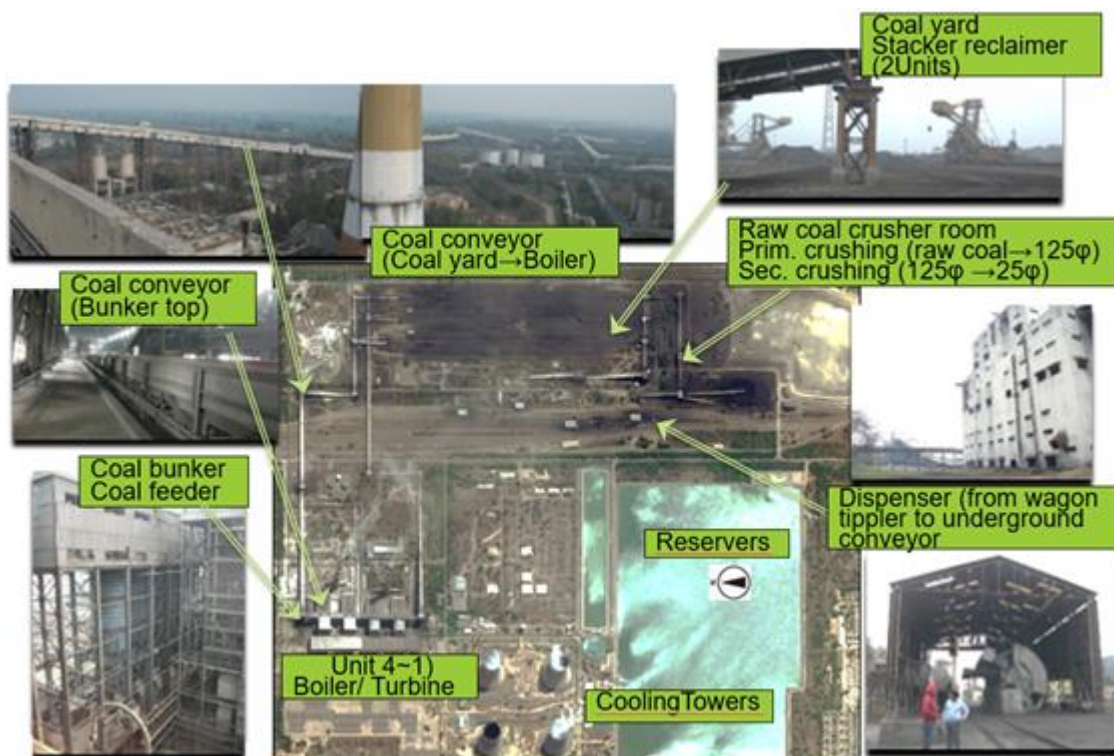 Coal yard
Stacker reclaimer
(2Units)
Coal conveyor
(Coal yard→Boiler)
Raw coal crusher room
Prim. crushing (raw coal→125φ)
Sec. crushing (125φ →25φ)
Coal conveyor
(Bunker top)
Coal bunker
Coal feeder
Dispenser (from wagon
tippler to underground
conveyor
Reservers
Unit 4~1)
Boiler/ Turbine
CoolingTowers